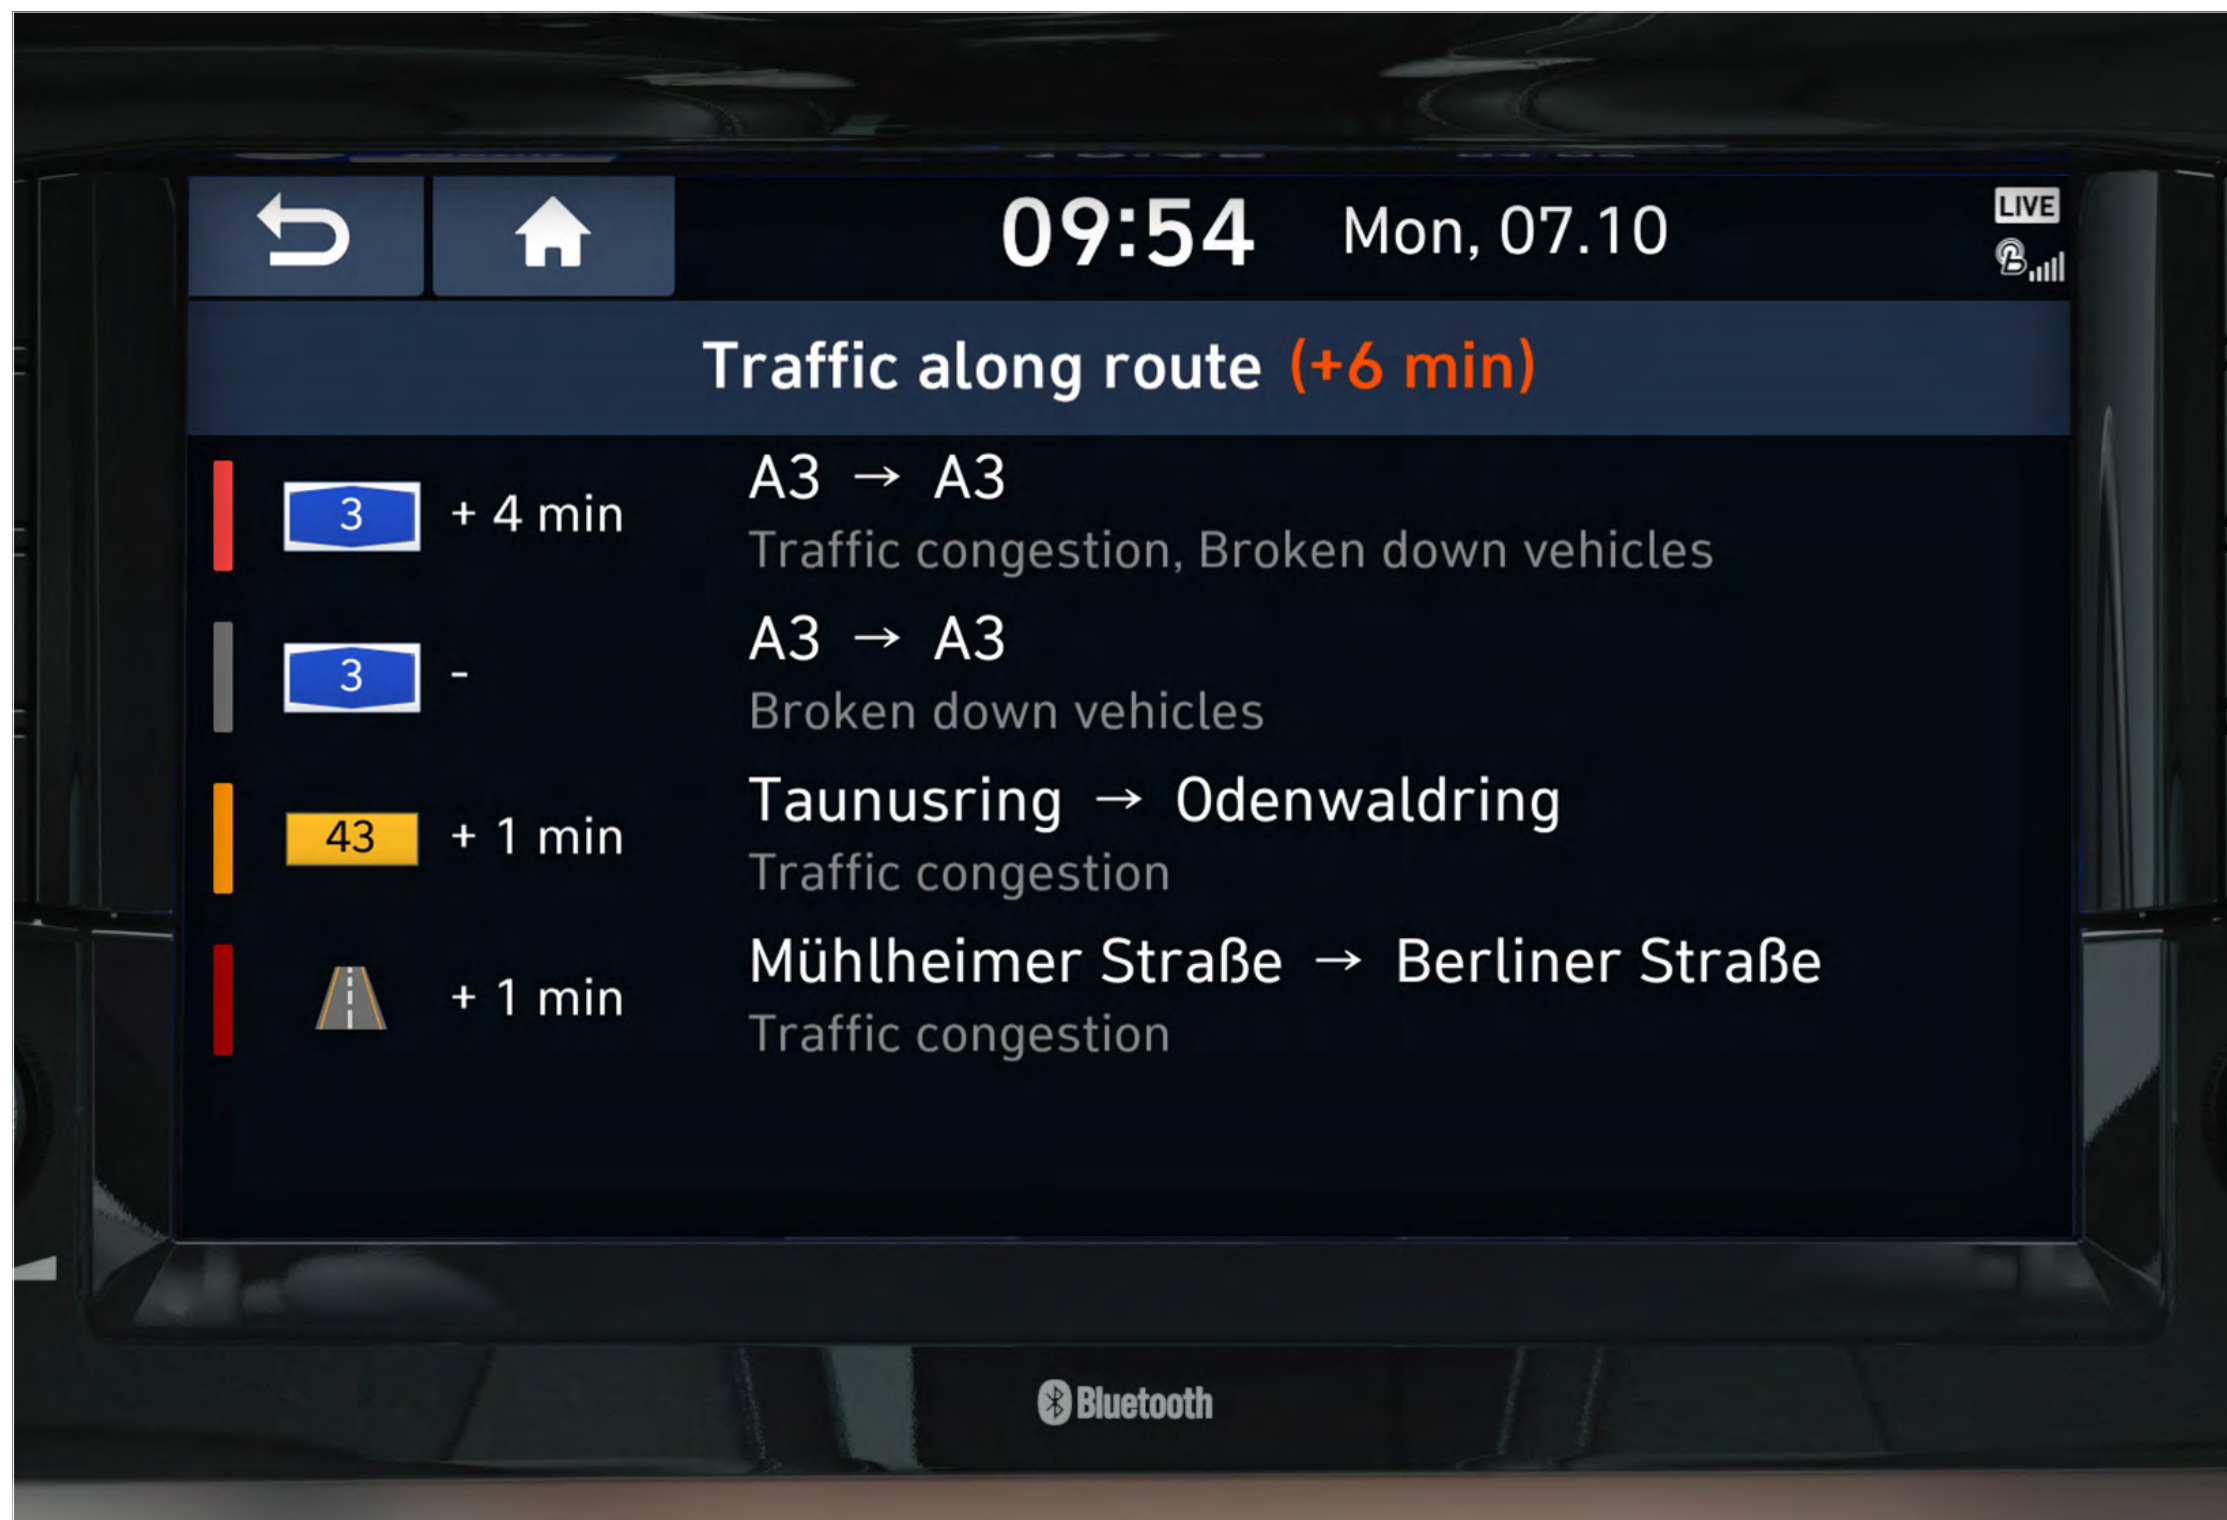 09:54 Mon, 07.10 LIVE
Traffic along route (+6 min)
3 + 4 min A3 → A3
Traffic congestion, Broken down vehicles
3 - A3 → A3
Broken down vehicles
43 + 1 min Taunusring → Odenwaldring
Traffic congestion
+ 1 min Mühlheimer Straße → Berliner Straße
Traffic congestion
Bluetooth